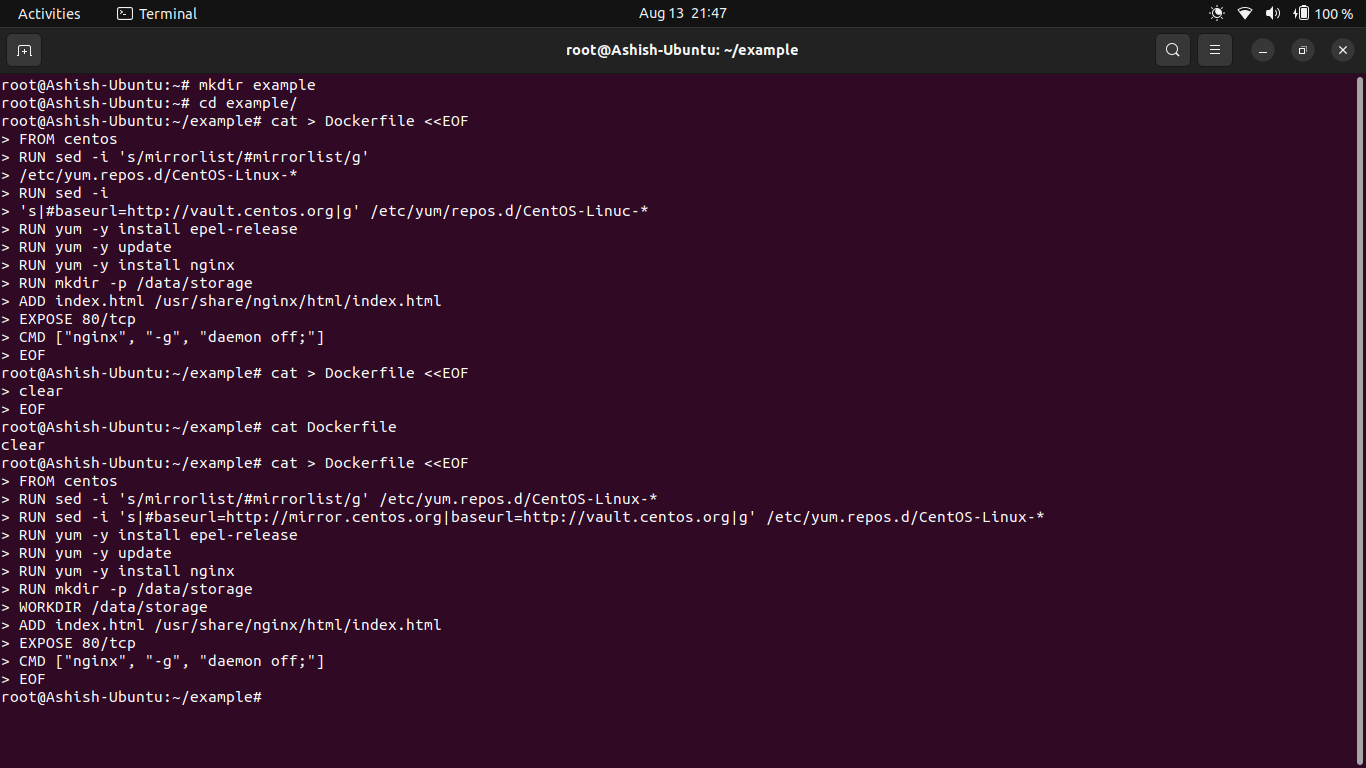 Activities
Terminal
Aug 13 21:47
100 %
root@Ashish-Ubuntu: ~/example
root@Ashish-Ubuntu:~# mkdir example
root@Ashish-Ubuntu:~# cd example/
root@Ashish-Ubuntu:~/example# cat > Dockerfile <<EOF
> FROM centos
> RUN sed -i 's/mirrorlist/#mirrorlist/g'
> /etc/yum.repos.d/CentOS-Linux-*
> RUN sed -i
> 's|#baseurl=http://vault.centos.org|g' /etc/yum/repos.d/CentOS-Linuc-*
> RUN yum -y install epel-release
> RUN yum -y update
> RUN yum -y install nginx
> RUN mkdir -p /data/storage
> ADD index.html /usr/share/nginx/html/index.html
> EXPOSE 80/tcp
> CMD ["nginx", "-g", "daemon off;"]
> EOF
root@Ashish-Ubuntu:~/example# cat > Dockerfile <<EOF
> clear
> EOF
root@Ashish-Ubuntu:~/example# cat Dockerfile
clear
root@Ashish-Ubuntu:~/example# cat > Dockerfile <<EOF
> FROM centos
> RUN sed -i 's/mirrorlist/#mirrorlist/g' /etc/yum.repos.d/CentOS-Linux-*
> RUN sed -i 's|#baseurl=http://mirror.centos.org|baseurl=http://vault.centos.org|g' /etc/yum.repos.d/CentOS-Linux-*
> RUN yum -y install epel-release
> RUN yum -y update
> RUN yum -y install nginx
> RUN mkdir -p /data/storage
> WORKDIR /data/storage
> ADD index.html /usr/share/nginx/html/index.html
> EXPOSE 80/tcp
> CMD ["nginx", "-g", "daemon off;"]
> EOF
root@Ashish-Ubuntu:~/example#